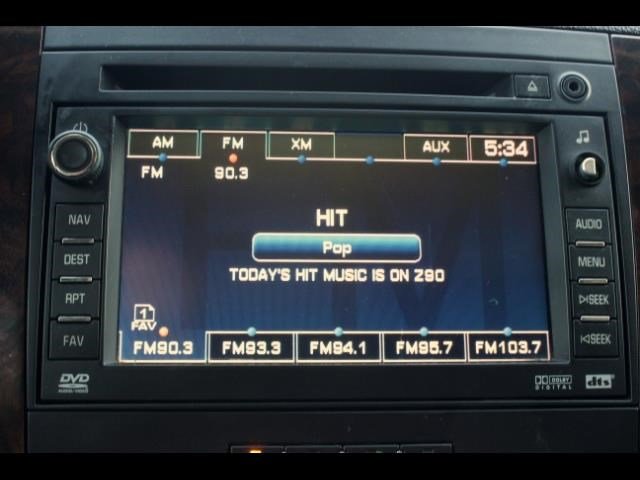 AM FM XM AUX 5:34
FM 90.3
HIT
Pop
TODAY'S HIT MUSIC IS ON Z90
1
FAV
FM90.3 FM93.3 FM94.1 FM95.7 FM103.7
NAV
DEST
RPT
FAV
AUDIO
MENU
SEEK
SEEK
DVD
AUDIO/VIDEO
DOLBY
DIGITAL
dts